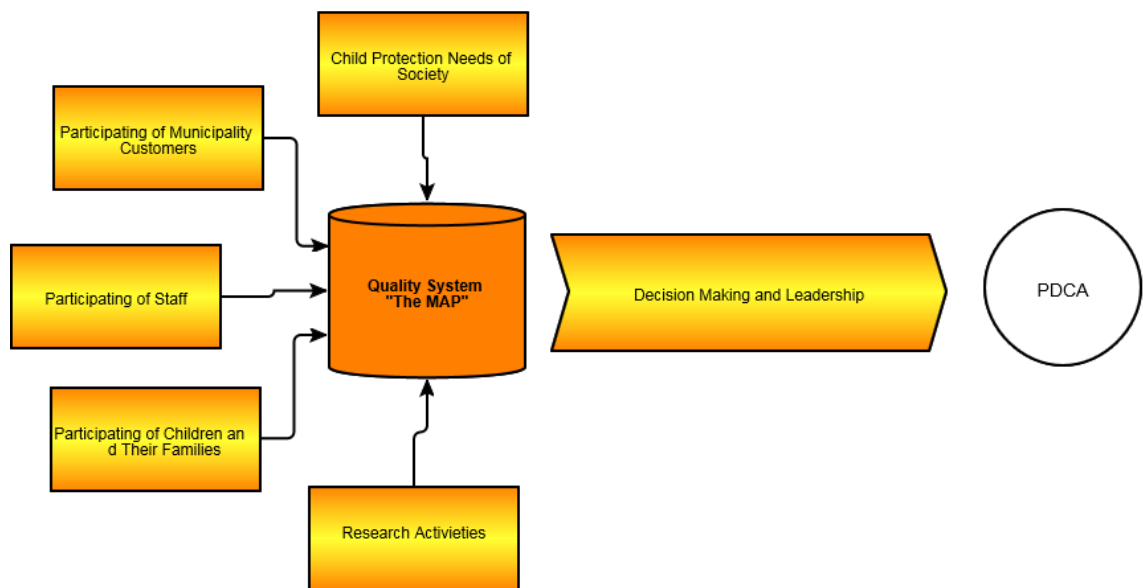 Child Protection Needs of
Society
Participating of Municipality
Customers
Participating of Staff
Participating of Children an
d Their Families
Quality System
"The MAP"
Research Activieties
Decision Making and Leadership
PDCA